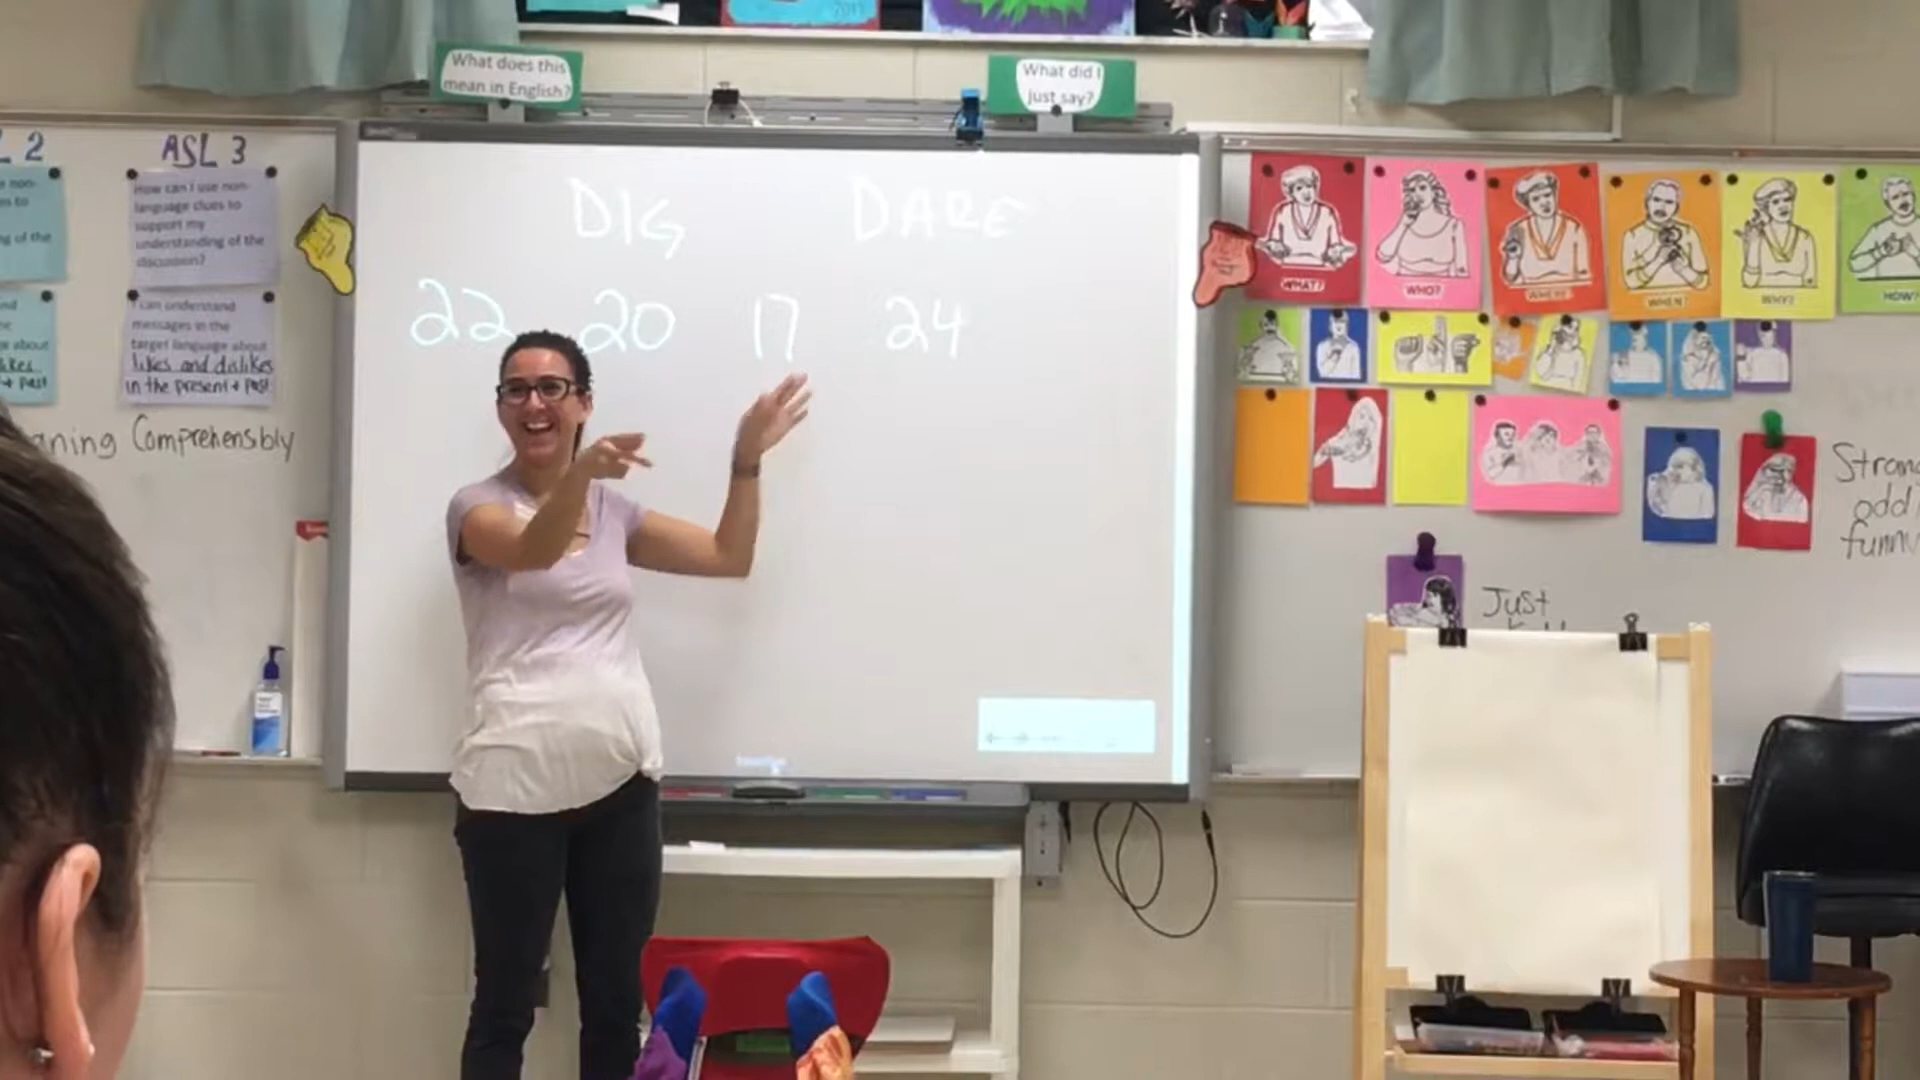 What does this
mean in English?
What did I
just say?
L 2
ASL 3
How can I use non-
language clues to
support my
understanding of the
discussion?
I can understand
messages in the
target language about
likes and dislikes
in the present + past
Comprehensibly
DIG DARE
22 20 17 24
WHAT?
WHO?
WHERE?
WHEN?
WHY?
HOW?
Just